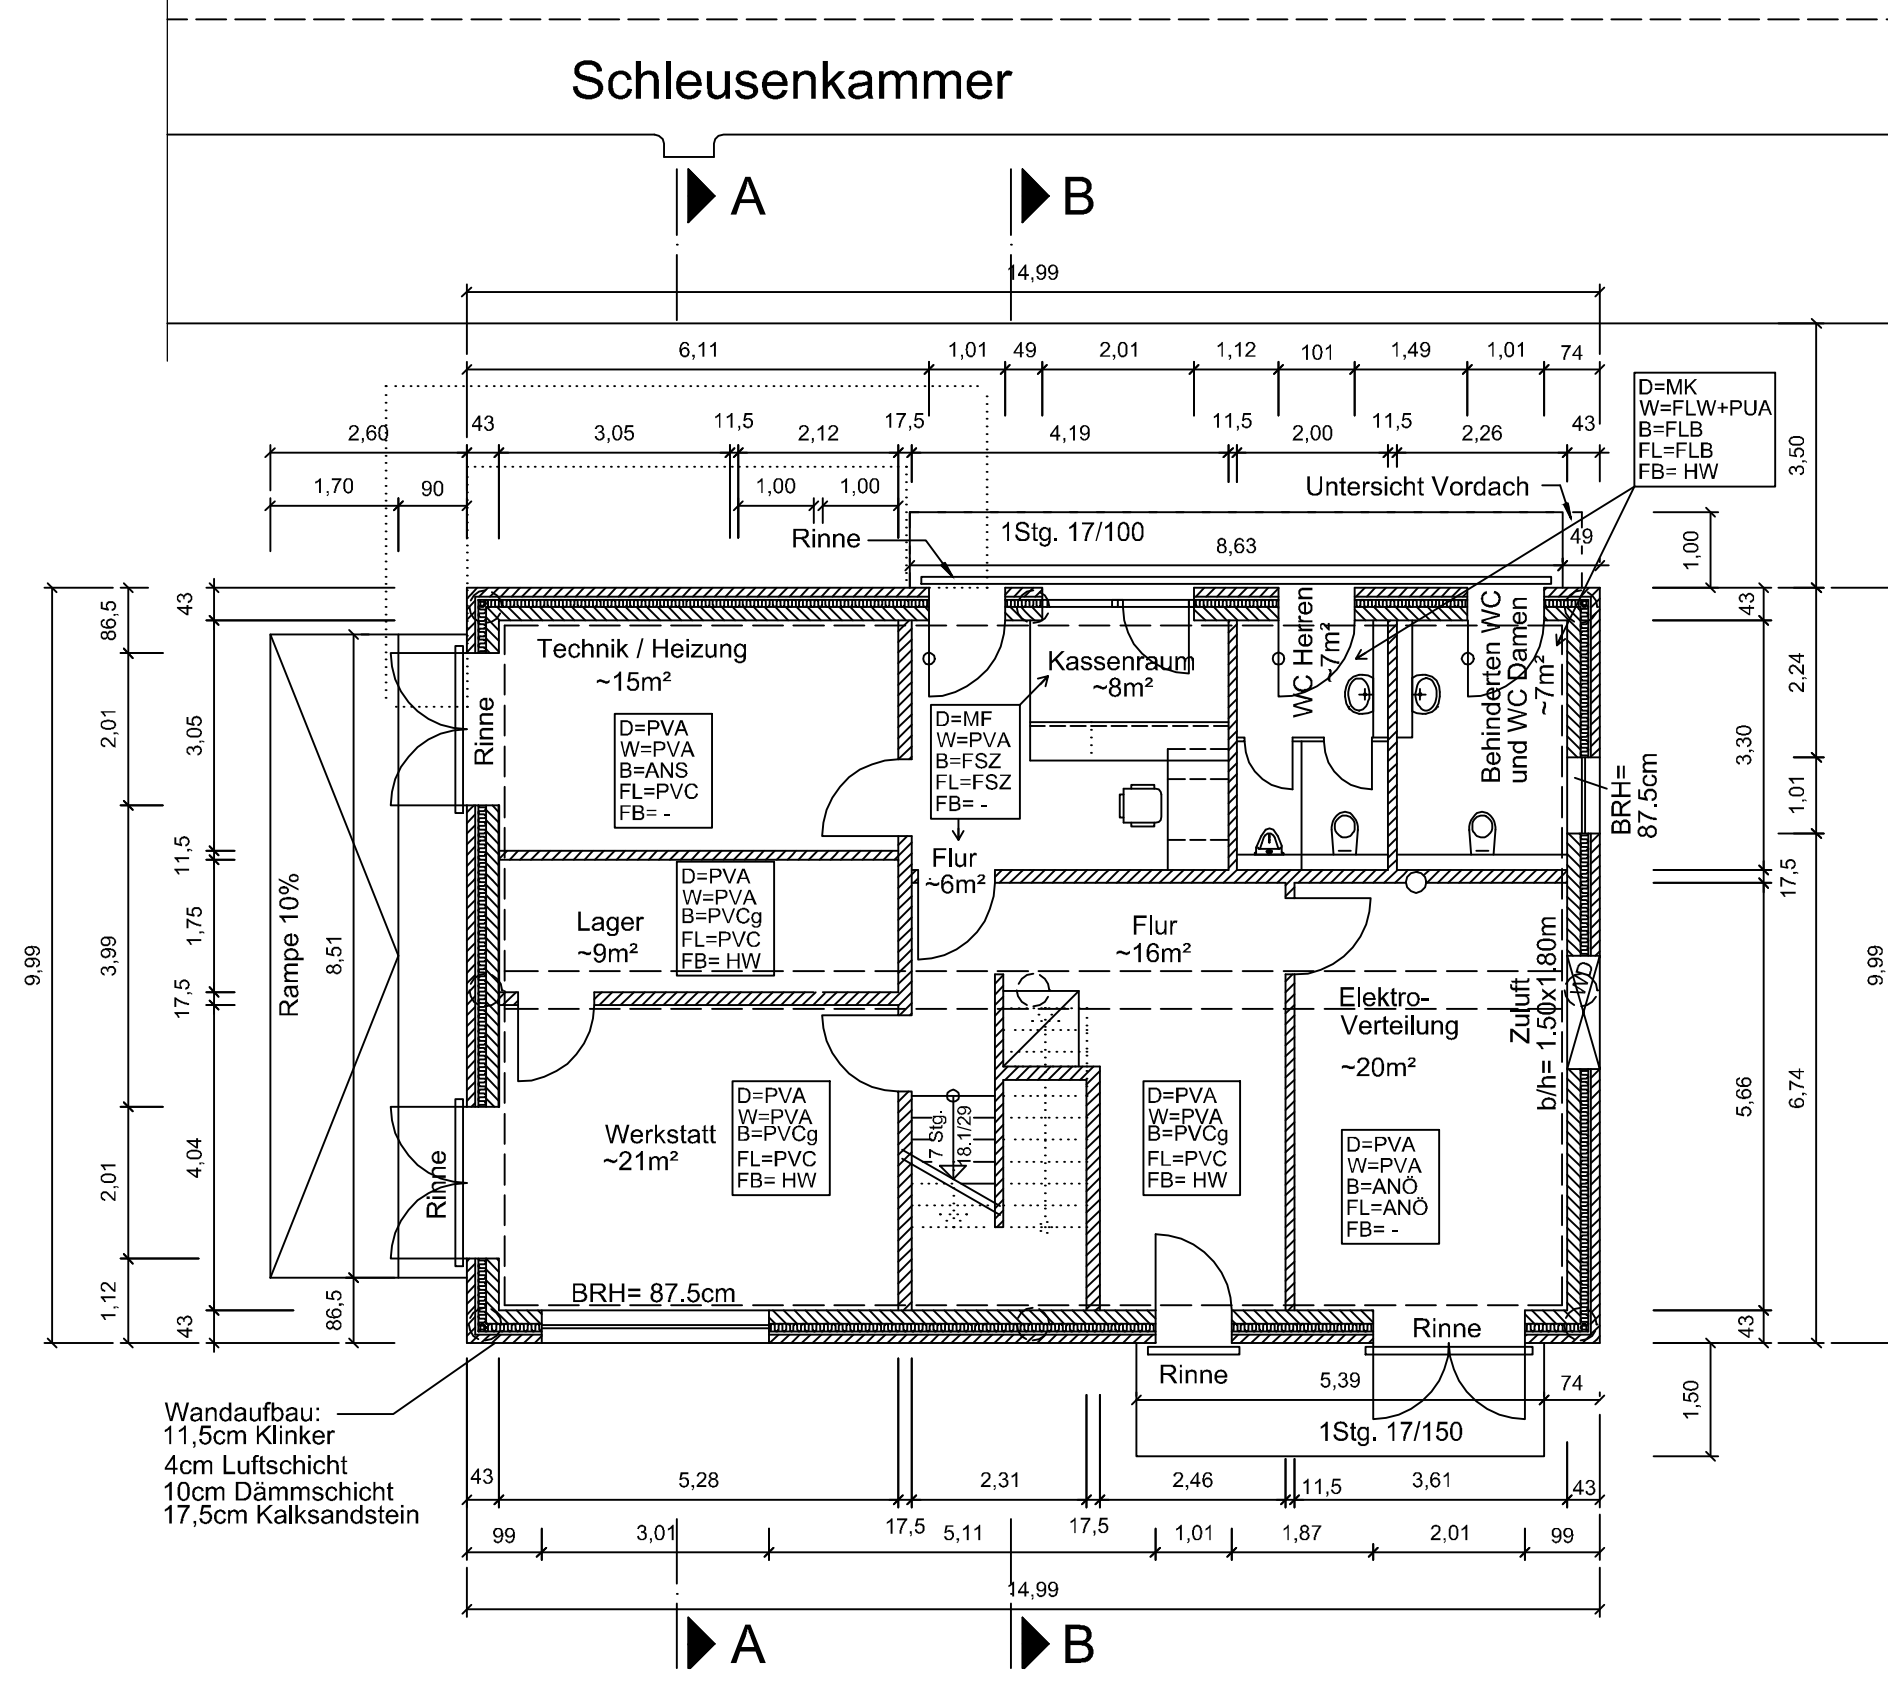 Schleusenkammer
A
B
14,99
6,11
1,01
49
2,01
1,12
101
1,49
1,01
74
2,60
43
3,05
11,5
2,12
17,5
4,19
11,5
2,00
11,5
2,26
43
1,70
90
1,00
1,00
D=MK
W=FLW+PUA
B=FLB
FL=FLB
FB= HW
3,50
Untersicht Vordach
Rinne
1Stg. 17/100
8,63
49
1,00
86,5
43
43
Technik / Heizung
~15m²
D=PVA
W=PVA
B=ANS
FL=PVC
FB= -
Kassenraum
~8m²
D=MF
W=PVA
B=FSZ
FL=FSZ
FB= -
Flur
~6m²
WC Herren
~7m²
Behinderten WC
und WC Damen
~7m²
2,24
3,30
1,01
17,5
BRH=
87.5cm
2,01
3,05
Rinne
11,5
Rampe 10%
8,51
9,99
3,99
1,75
17,5
Lager
~9m²
D=PVA
W=PVA
B=PVCg
FL=PVC
FB= HW
Flur
~16m²
Elektro-
Verteilung
~20m²
Zuluft
b/h= 1.50x1.80m
WD
9,99
5,66
6,74
2,01
4,04
Rinne
Werkstatt
~21m²
D=PVA
W=PVA
B=PVCg
FL=PVC
FB= HW
7 Stg.
18.1/29
D=PVA
W=PVA
B=PVCg
FL=PVC
FB= HW
D=PVA
W=PVA
B=ANÖ
FL=ANÖ
FB= -
1,12
43
86,5
BRH= 87.5cm
43
Rinne
Rinne
5,39
74
1,50
1Stg. 17/150
Wandaufbau:
11,5cm Klinker
4cm Luftschicht
10cm Dämmschicht
17,5cm Kalksandstein
43
5,28
2,31
2,46
11,5
3,61
43
99
3,01
17,5
5,11
17,5
1,01
1,87
2,01
99
14,99
A
B